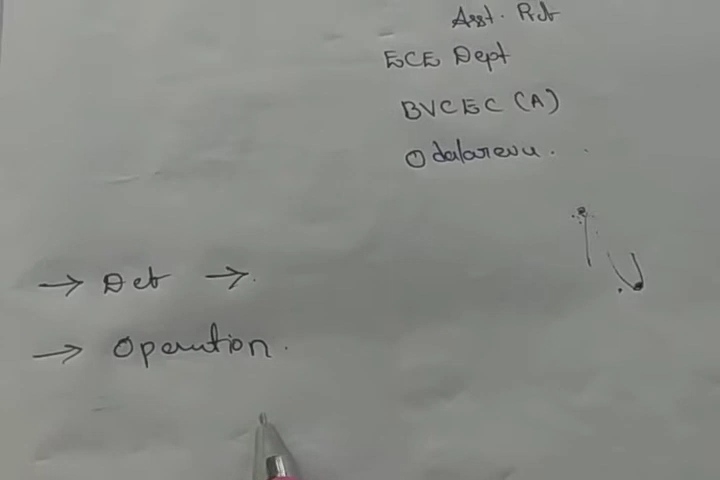 Asst. Prof
ECE Dept
BVCEC (A)
Odalarevu.
→ Def →.
→ Operation.